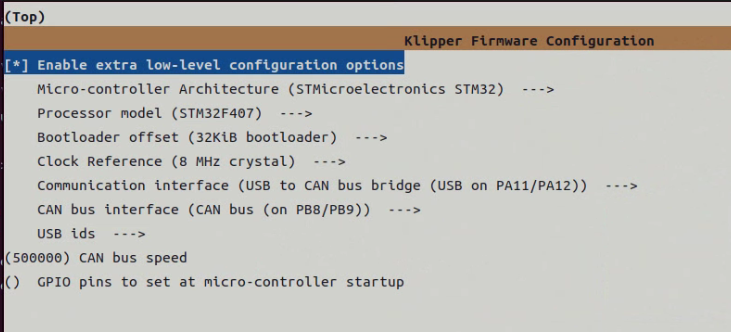 (Top)
Klipper Firmware Configuration
[*] Enable extra low-level configuration options
Micro-controller Architecture (STMicroelectronics STM32) --->
Processor model (STM32F407) --->
Bootloader offset (32KiB bootloader) --->
Clock Reference (8 MHz crystal) --->
Communication interface (USB to CAN bus bridge (USB on PA11/PA12)) --->
CAN bus interface (CAN bus (on PB8/PB9)) --->
USB ids --->
(500000) CAN bus speed
() GPIO pins to set at micro-controller startup